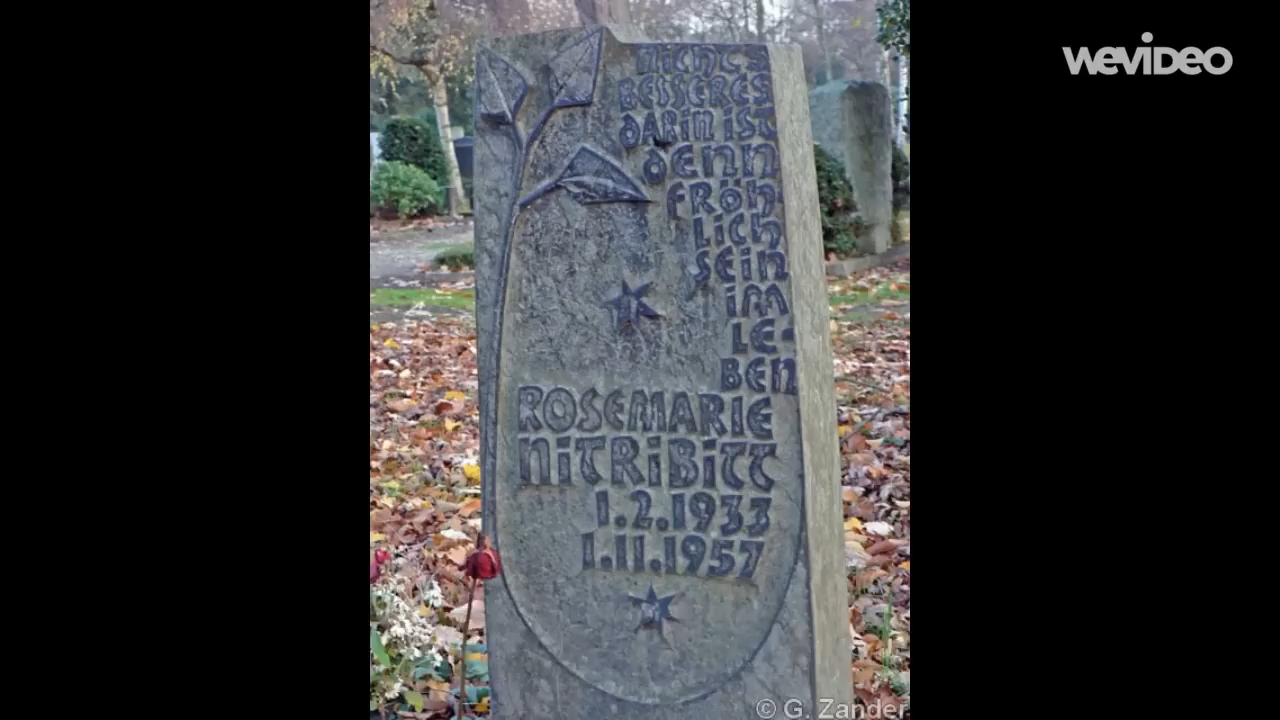 WEVIDEO
NICHTS
BESSERES
DARIN IST
DENN
FRÖH-
LICH
SEIN
IM
LE-
BEN
ROSEMARIE
NITRIBITT
1.2.1933
1.11.1957
© G. Zander